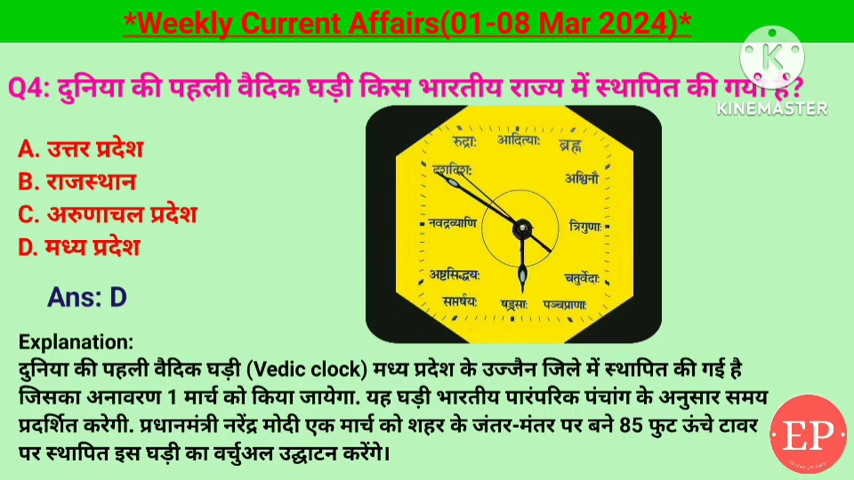 *Weekly Current Affairs(01-08 Mar 2024)*
Q4: दुनिया की पहली वैदिक घड़ी किस भारतीय राज्य में स्थापित की गयी है?
KINEMASTER
A. उत्तर प्रदेश
B. राजस्थान
C. अरुणाचल प्रदेश
D. मध्य प्रदेश
Ans: D
रुद्राः आदित्याः ब्रह्म
दशदिशः अश्विनौ
नवद्रव्याणि त्रिगुणाः
अष्टसिद्धयः चतुर्वेदाः
सप्तर्षयः षड्रसाः पञ्चप्राणाः
Explanation:
दुनिया की पहली वैदिक घड़ी (Vedic clock) मध्य प्रदेश के उज्जैन जिले में स्थापित की गई है
जिसका अनावरण 1 मार्च को किया जायेगा. यह घड़ी भारतीय पारंपरिक पंचांग के अनुसार समय
प्रदर्शित करेगी. प्रधानमंत्री नरेंद्र मोदी एक मार्च को शहर के जंतर-मंतर पर बने 85 फुट ऊंचे टावर
पर स्थापित इस घड़ी का वर्चुअल उद्घाटन करेंगे।
EP